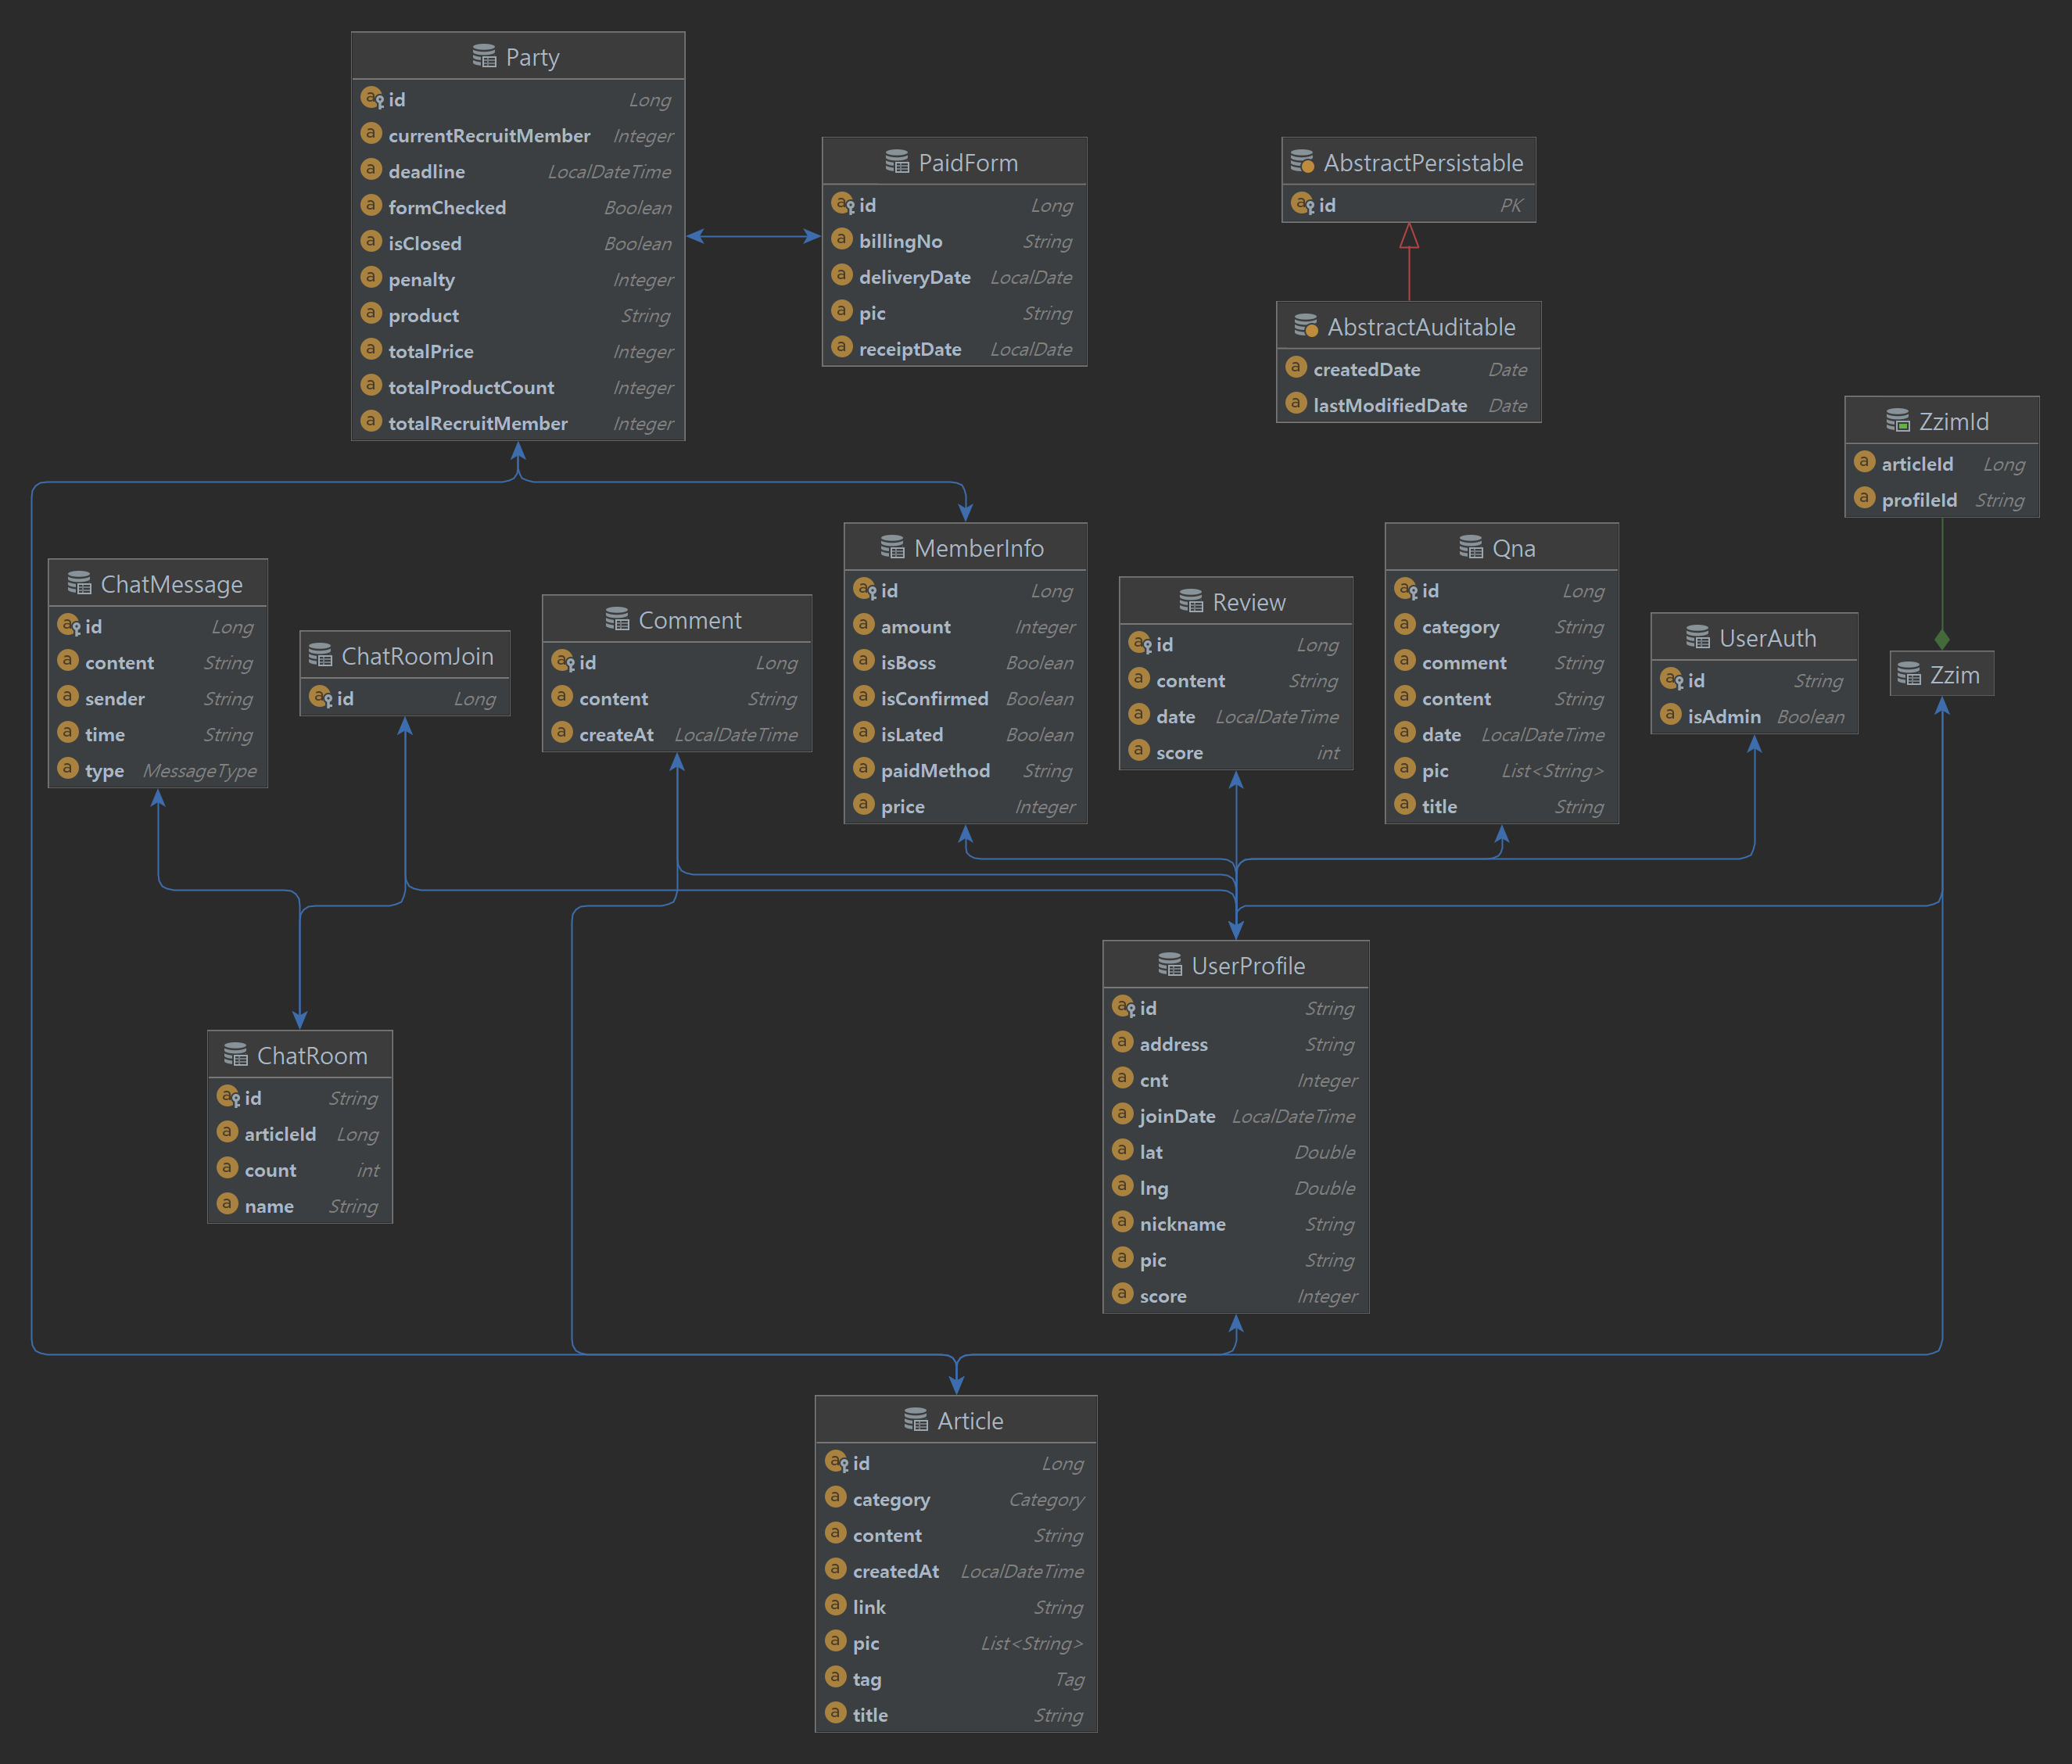 Party
id Long
currentRecruitMember Integer
deadline LocalDateTime
formChecked Boolean
isClosed Boolean
penalty Integer
product String
totalPrice Integer
totalProductCount Integer
totalRecruitMember Integer
PaidForm
id Long
billingNo String
deliveryDate LocalDate
pic String
receiptDate LocalDate
AbstractPersistable
id PK
AbstractAuditable
createdDate Date
lastModifiedDate Date
ZzimId
articleId Long
profileId String
ChatMessage
id Long
content String
sender String
time String
type MessageType
ChatRoomJoin
id Long
Comment
id Long
content String
createAt LocalDateTime
MemberInfo
id Long
amount Integer
isBoss Boolean
isConfirmed Boolean
isLated Boolean
paidMethod String
price Integer
Review
id Long
content String
date LocalDateTime
score int
Qna
id Long
category String
comment String
content String
date LocalDateTime
pic List<String>
title String
UserAuth
id String
isAdmin Boolean
Zzim
ChatRoom
id String
articleId Long
count int
name String
UserProfile
id String
address String
cnt Integer
joinDate LocalDateTime
lat Double
lng Double
nickname String
pic String
score Integer
Article
id Long
category Category
content String
createdAt LocalDateTime
link String
pic List<String>
tag Tag
title String